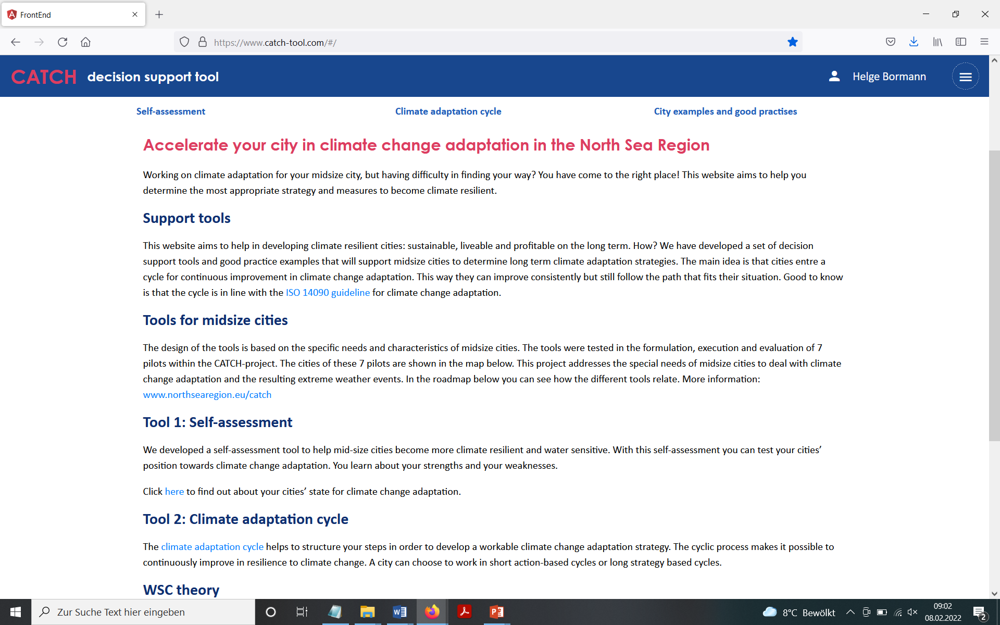 FrontEnd
https://www.catch-tool.com/#/
CATCH decision support tool
Helge Bormann
Self-assessment
Climate adaptation cycle
City examples and good practises
Accelerate your city in climate change adaptation in the North Sea Region
Working on climate adaptation for your midsize city, but having difficulty in finding your way? You have come to the right place! This website aims to help you
determine the most appropriate strategy and measures to become climate resilient.
Support tools
This website aims to help in developing climate resilient cities: sustainable, liveable and profitable on the long term. How? We have developed a set of decision
support tools and good practice examples that will support midsize cities to determine long term climate adaptation strategies. The main idea is that cities entre a
cycle for continuous improvement in climate change adaptation. This way they can improve consistently but still follow the path that fits their situation. Good to know
is that the cycle is in line with the ISO 14090 guideline for climate change adaptation.
Tools for midsize cities
The design of the tools is based on the specific needs and characteristics of midsize cities. The tools were tested in the formulation, execution and evaluation of 7
pilots within the CATCH-project. The cities of these 7 pilots are shown in the map below. This project addresses the special needs of midsize cities to deal with climate
change adaptation and the resulting extreme weather events. In the roadmap below you can see how the different tools relate. More information:
www.northsearegion.eu/catch
Tool 1: Self-assessment
We developed a self-assessment tool to help mid-size cities become more climate resilient and water sensitive. With this self-assessment you can test your cities’
position towards climate change adaptation. You learn about your strengths and your weaknesses.
Click here to find out about your cities’ state for climate change adaptation.
Tool 2: Climate adaptation cycle
The climate adaptation cycle helps to structure your steps in order to develop a workable climate change adaptation strategy. The cyclic process makes it possible to
continuously improve in resilience to climate change. A city can choose to work in short action-based cycles or long strategy based cycles.
WSC theory
Zur Suche Text hier eingeben
8°C Bewölkt
09:02
08.02.2022
2